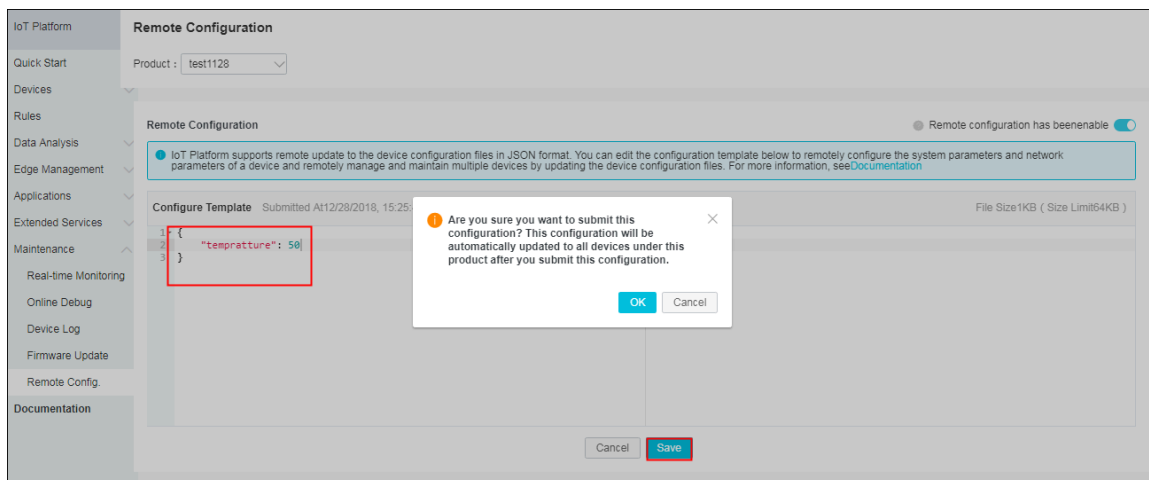 IoT Platform
Remote Configuration
Quick Start
Product : test1128
Devices
Rules
Remote Configuration
Remote configuration has beenenable
Data Analysis
IoT Platform supports remote update to the device configuration files in JSON format. You can edit the configuration template below to remotely configure the system parameters and network
parameters of a device and remotely manage and maintain multiple devices by updating the device configuration files. For more information, seeDocumentation
Edge Management
Applications
Configure Template Submitted At12/28/2018, 15:25:
File Size1KB ( Size Limit64KB )
Extended Services
Maintenance
Real-time Monitoring
Online Debug
Device Log
Firmware Update
Remote Config.
Documentation
1 {
2 "tempratture": 50
3 }
Are you sure you want to submit this
configuration? This configuration will be
automatically updated to all devices under this
product after you submit this configuration.
OK Cancel
Cancel Save